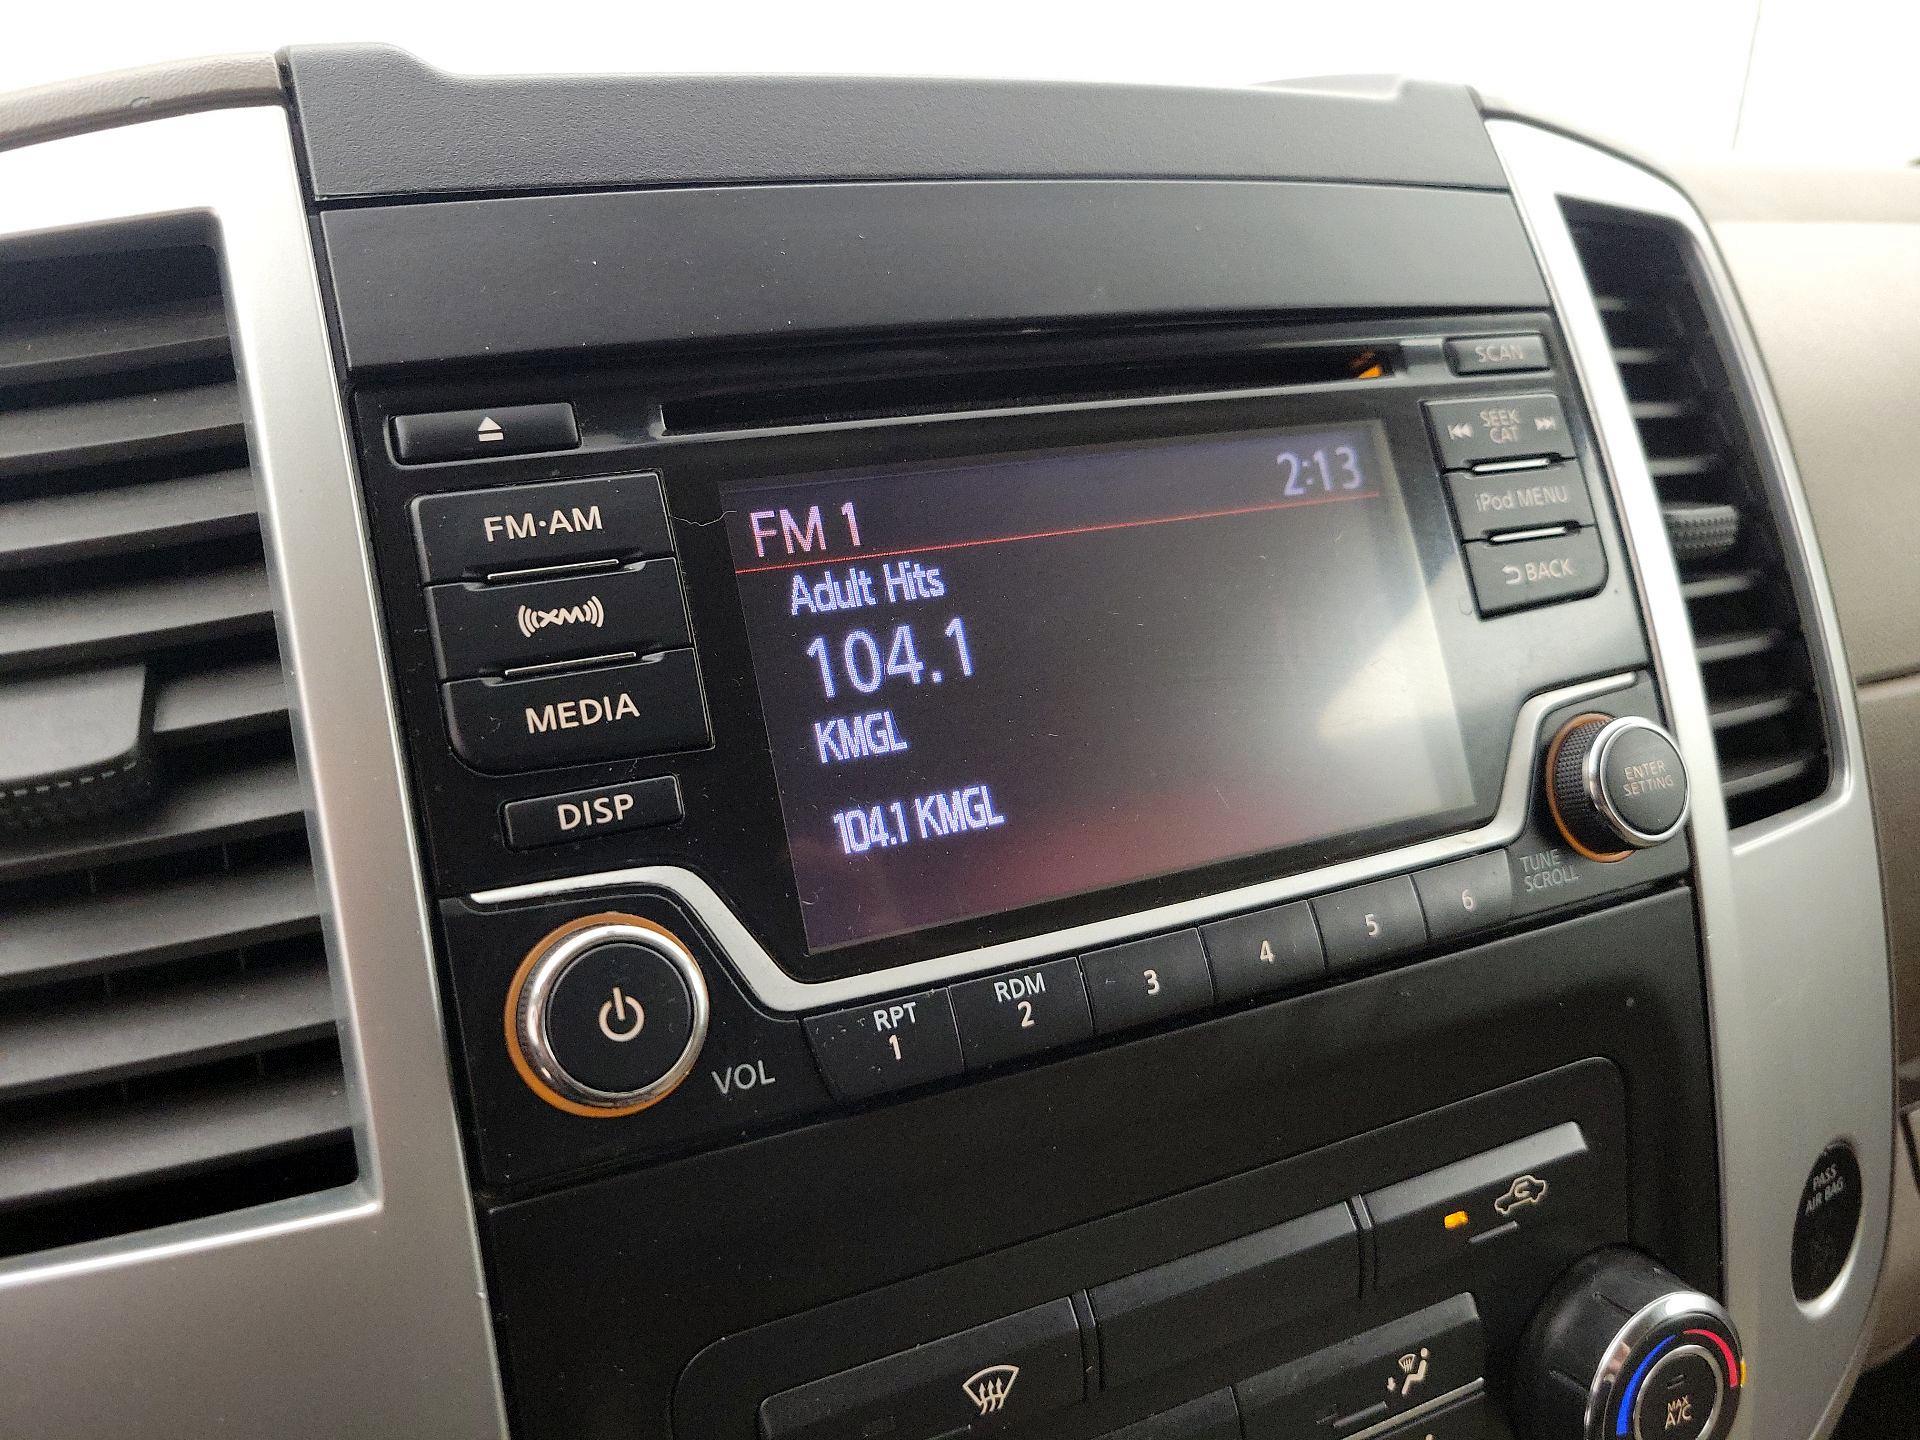 SCAN
SEEK
CAT
FM·AM
2:13
FM 1
iPod MENU
XM
Adult Hits
BACK
104.1
MEDIA
KMGL
ENTER
SETTING
DISP
104.1 KMGL
TUNE
SCROLL
VOL
RPT
1
RDM
2
3
4
5
6
PASS
AIR BAG
MAX
A/C